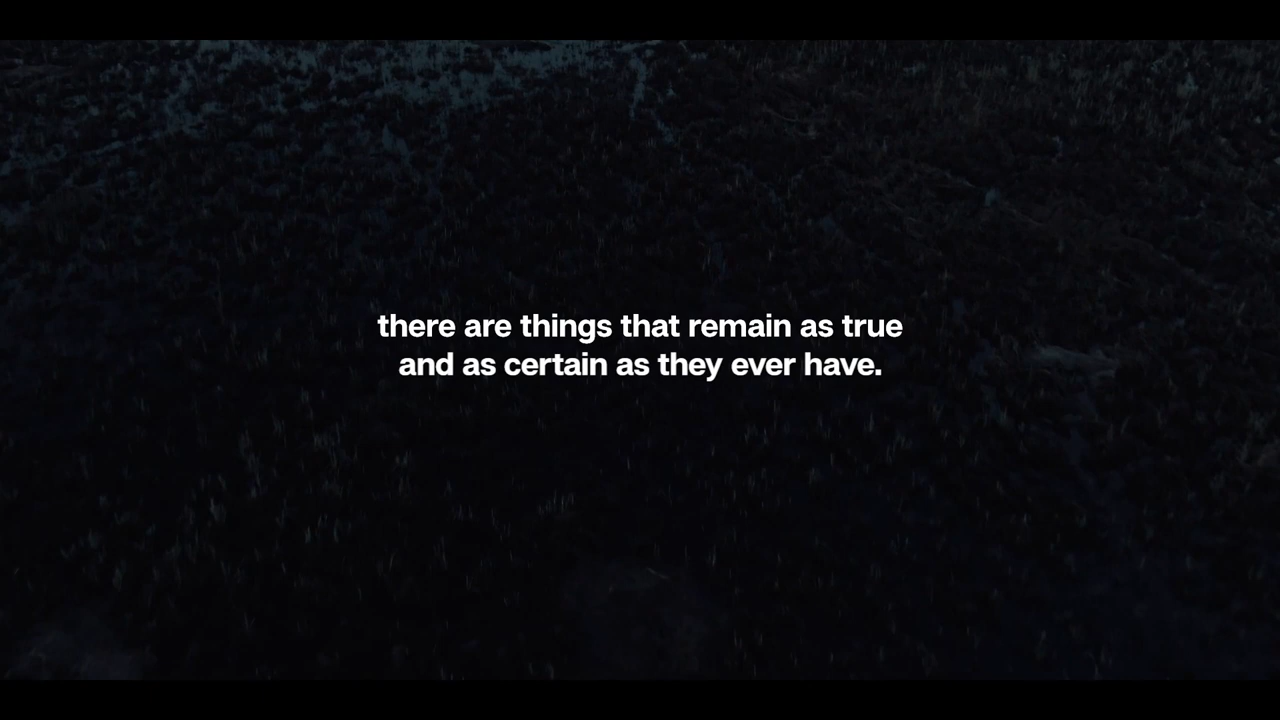 there are things that remain as true
and as certain as they ever have.